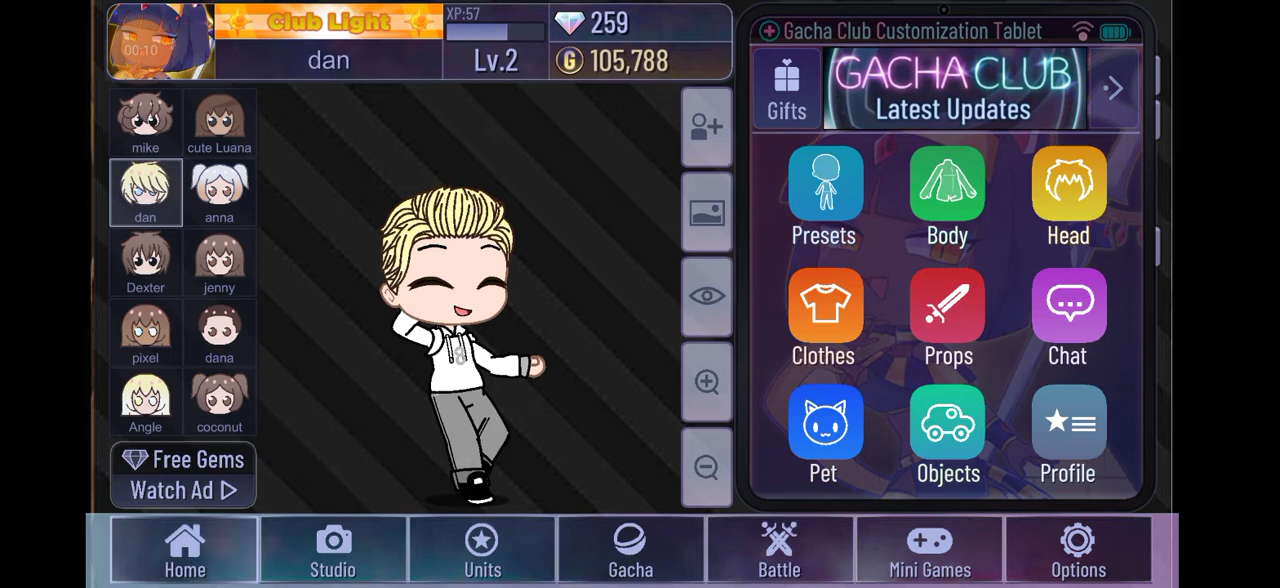 00:10
Club Light
dan
XP:57
Lv.2
259
G 105,788
mike
cute Luana
dan
anna
Dexter
jenny
pixel
dana
Angle
coconut
Free Gems
Watch Ad
8
Gacha Club Customization Tablet
Gifts
GACHA CLUB
Latest Updates
Presets
Body
Head
Clothes
Props
Chat
Pet
Objects
Profile
Home
Studio
Units
Gacha
Battle
Mini Games
Options